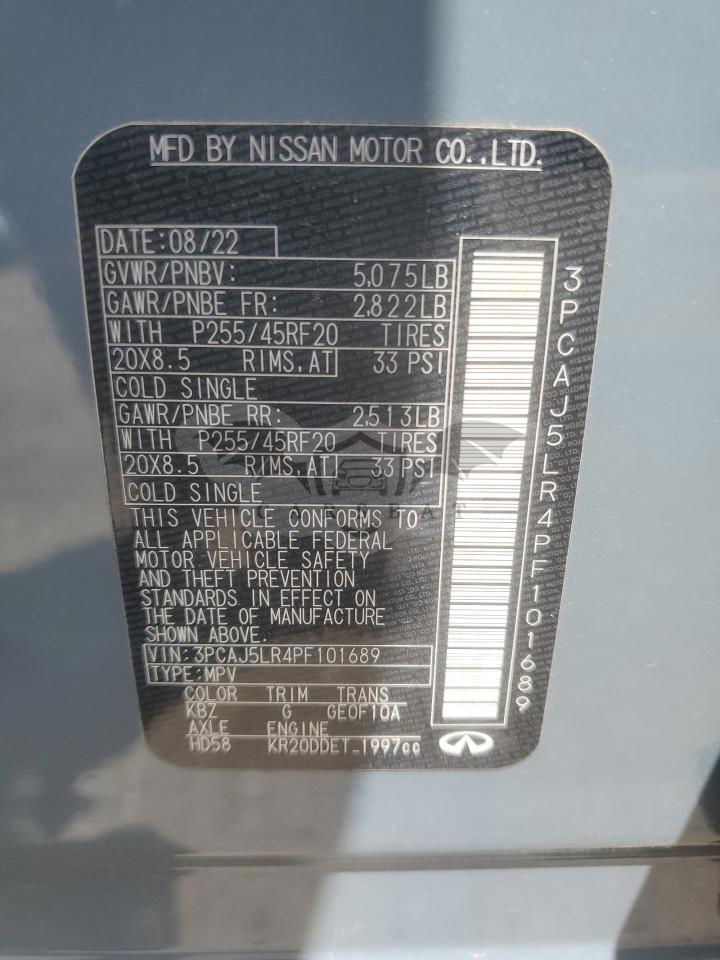 MFD BY NISSAN MOTOR CO.,LTD.
DATE:08/22
GVWR/PNBV: 5,075LB
GAWR/PNBE FR: 2,822LB
WITH P255/45RF20 TIRES
20X8.5 RIMS,AT 33 PSI
COLD SINGLE
GAWR/PNBE RR: 2,513LB
WITH P255/45RF20 TIRES
20X8.5 RIMS,AT 33 PSI
COLD SINGLE
THIS VEHICLE CONFORMS TO
ALL APPLICABLE FEDERAL
MOTOR VEHICLE SAFETY
AND THEFT PREVENTION
STANDARDS IN EFFECT ON
THE DATE OF MANUFACTURE
SHOWN ABOVE
VIN:3PCAJ5LR4PF101689
TYPE:MPV
COLOR TRIM TRANS
KBZ G GE0F10A
AXLE ENGINE
HD58 KR20DDET-1997cc
3PCAJ5LR4PF101689